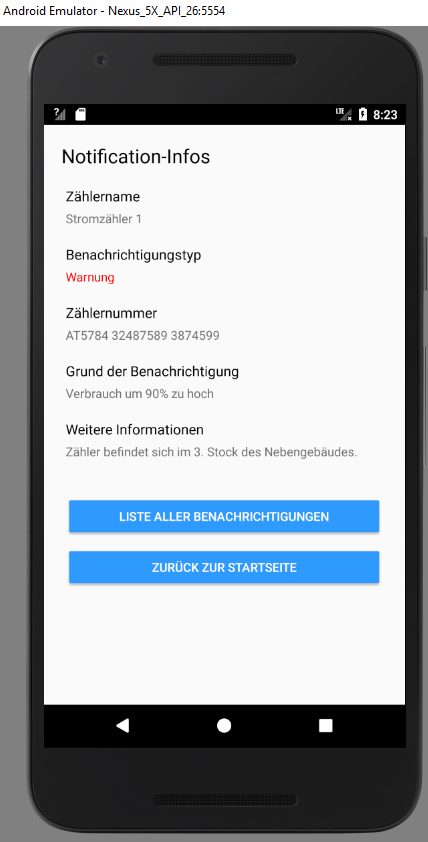 Android Emulator - Nexus_5X_API_26:5554
? LTE 8:23
Notification-Infos
Zählername
Stromzähler 1
Benachrichtigungstyp
Warnung
Zählernummer
AT5784 32487589 3874599
Grund der Benachrichtigung
Verbrauch um 90% zu hoch
Weitere Informationen
Zähler befindet sich im 3. Stock des Nebengebäudes.
LISTE ALLER BENACHRICHTIGUNGEN
ZURÜCK ZUR STARTSEITE